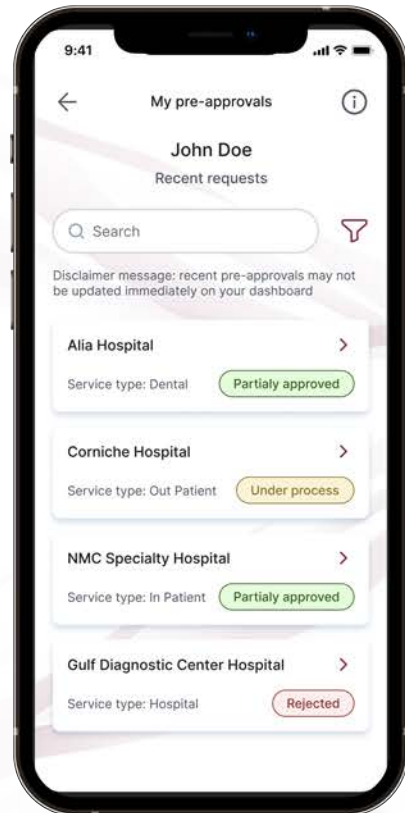 9:41
My pre-approvals
John Doe
Recent requests
Search
Disclaimer message: recent pre-approvals may not
be updated immediately on your dashboard
Alia Hospital
Service type: Dental
Partialy approved
Corniche Hospital
Service type: Out Patient
Under process
NMC Specialty Hospital
Service type: In Patient
Partialy approved
Gulf Diagnostic Center Hospital
Service type: Hospital
Rejected